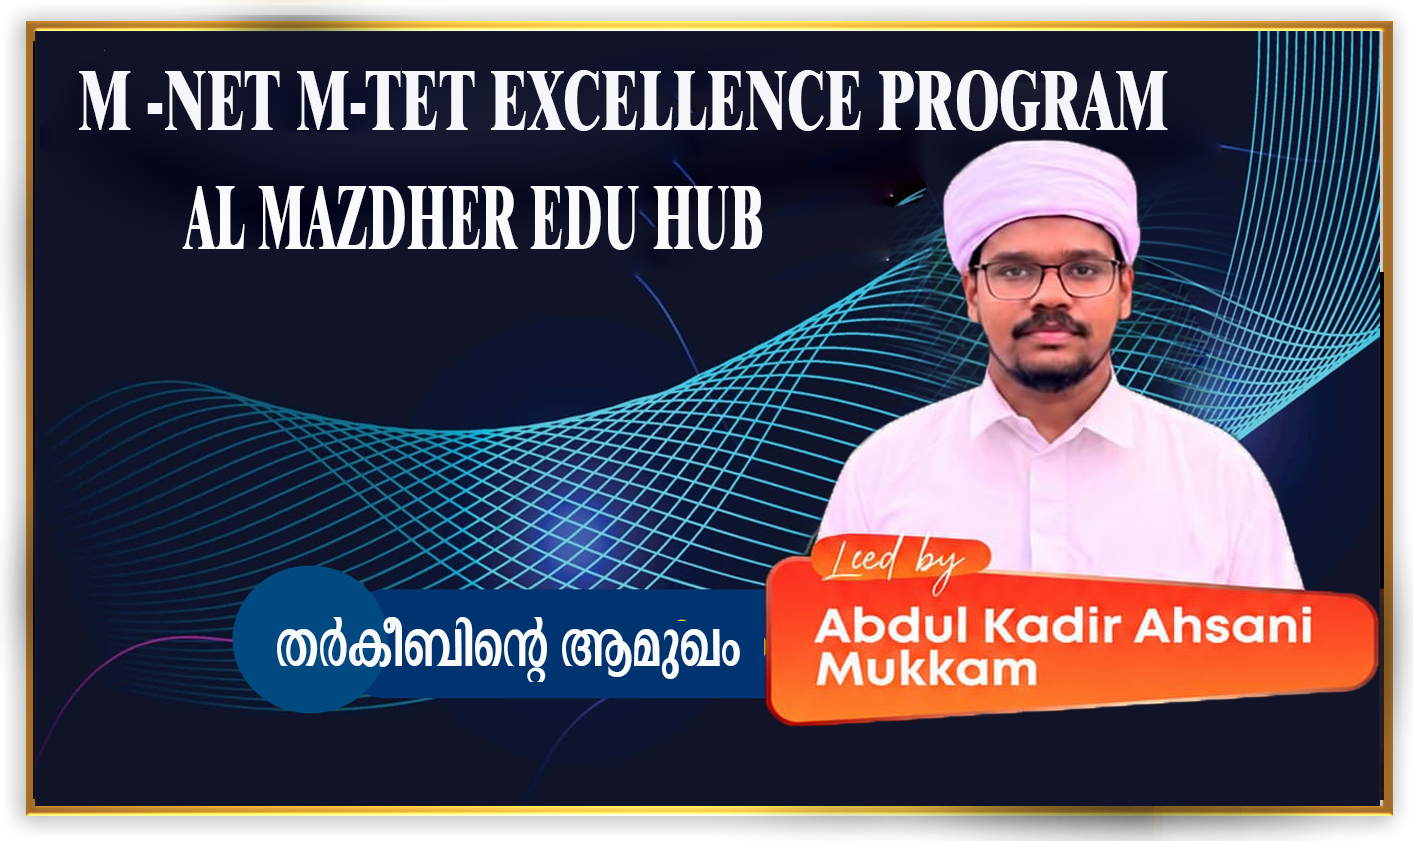 M -NET M-TET EXCELLENCE PROGRAM
AL MAZDHER EDU HUB
Leed by
Abdul Kadir Ahsani
Mukkam
തർകീബിന്റെ ആമുഖം